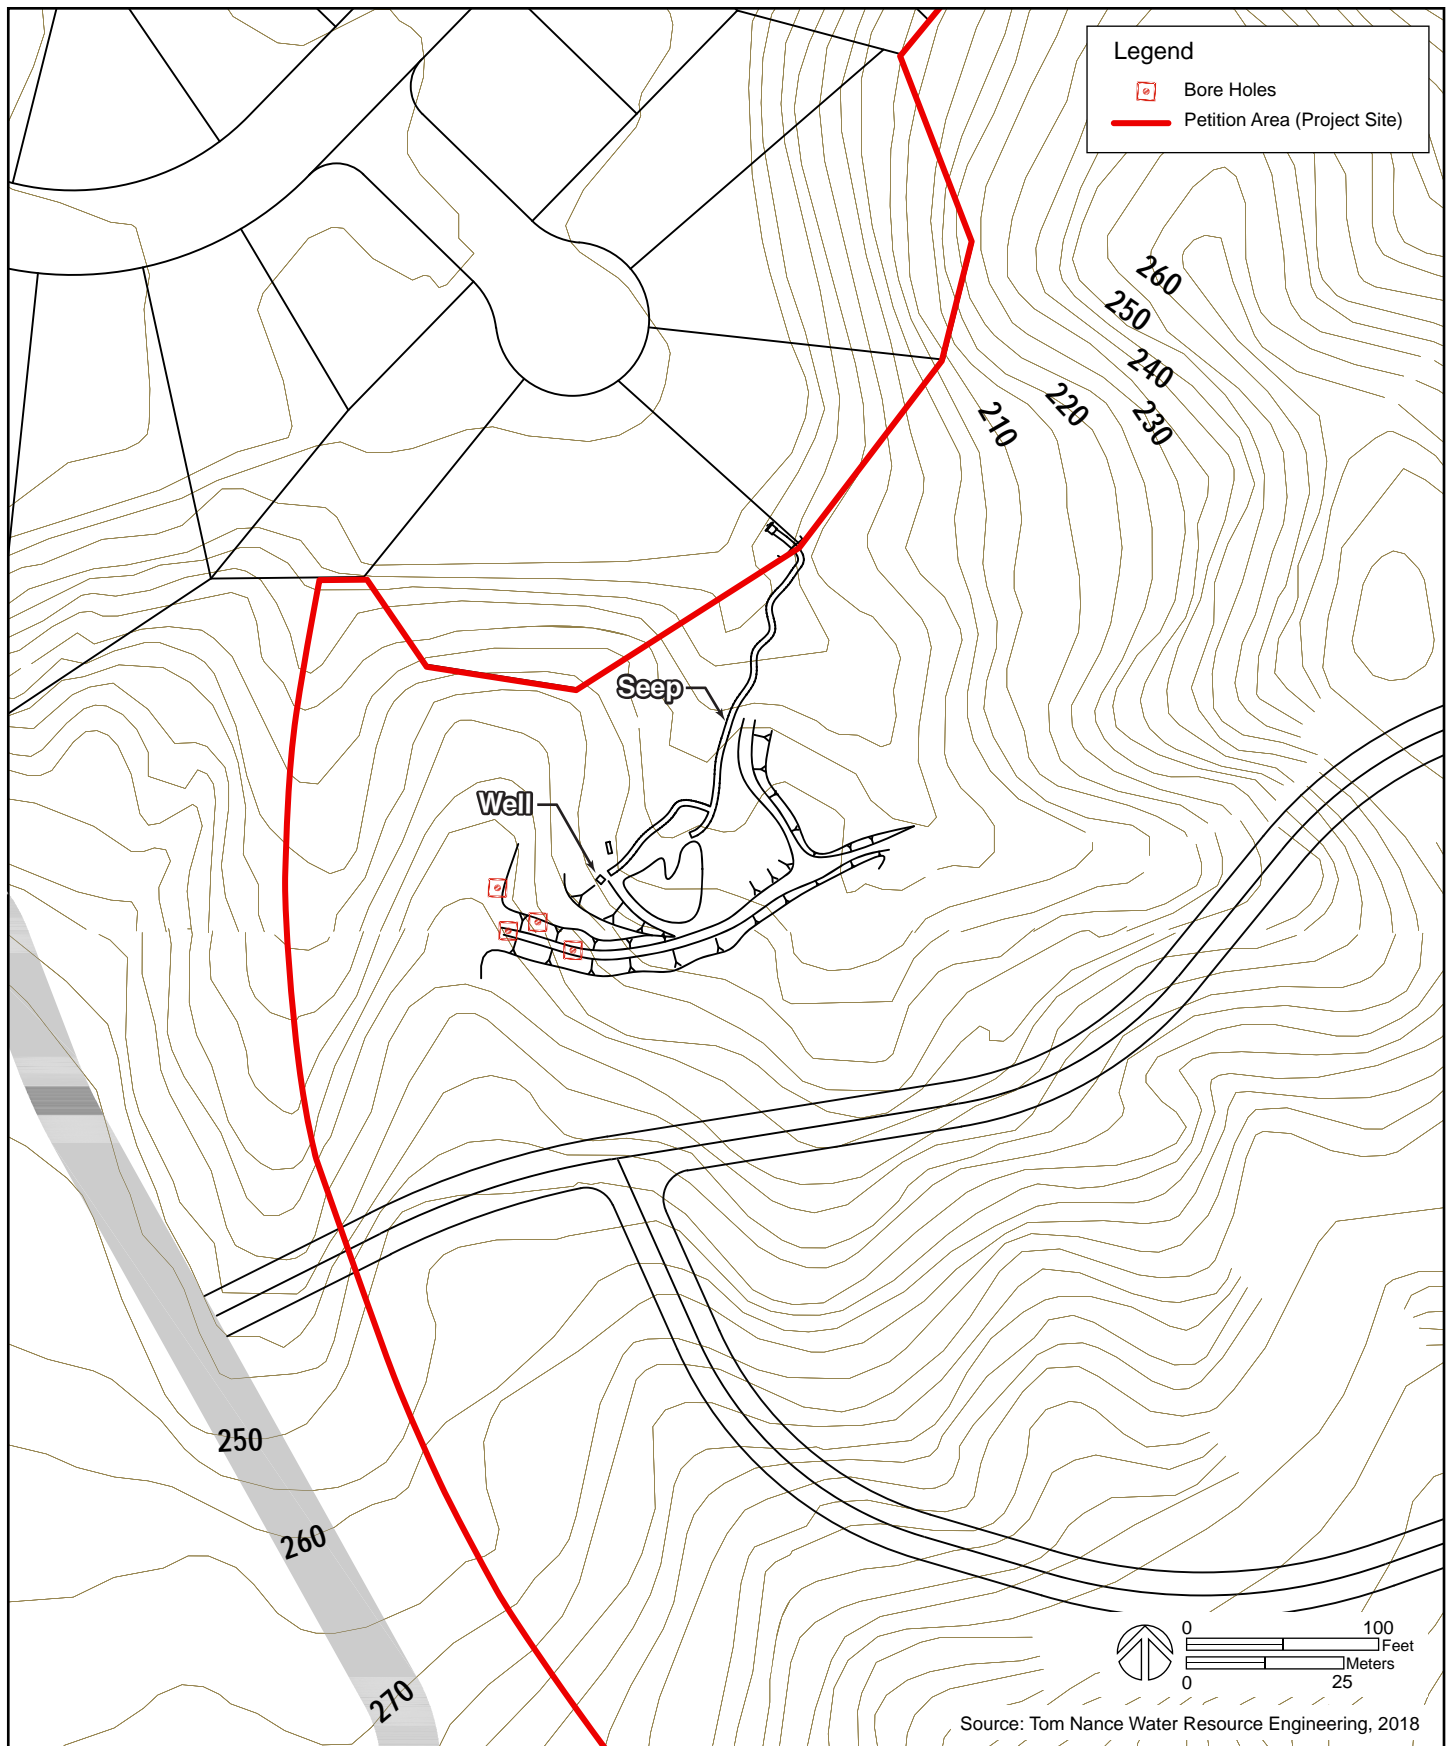 Legend
Bore Holes
Petition Area (Project Site)
260
250
240
230
220
210
Seep
Well
250
260
270
0 100
Feet
Meters
0 25
Source: Tom Nance Water Resource Engineering, 2018